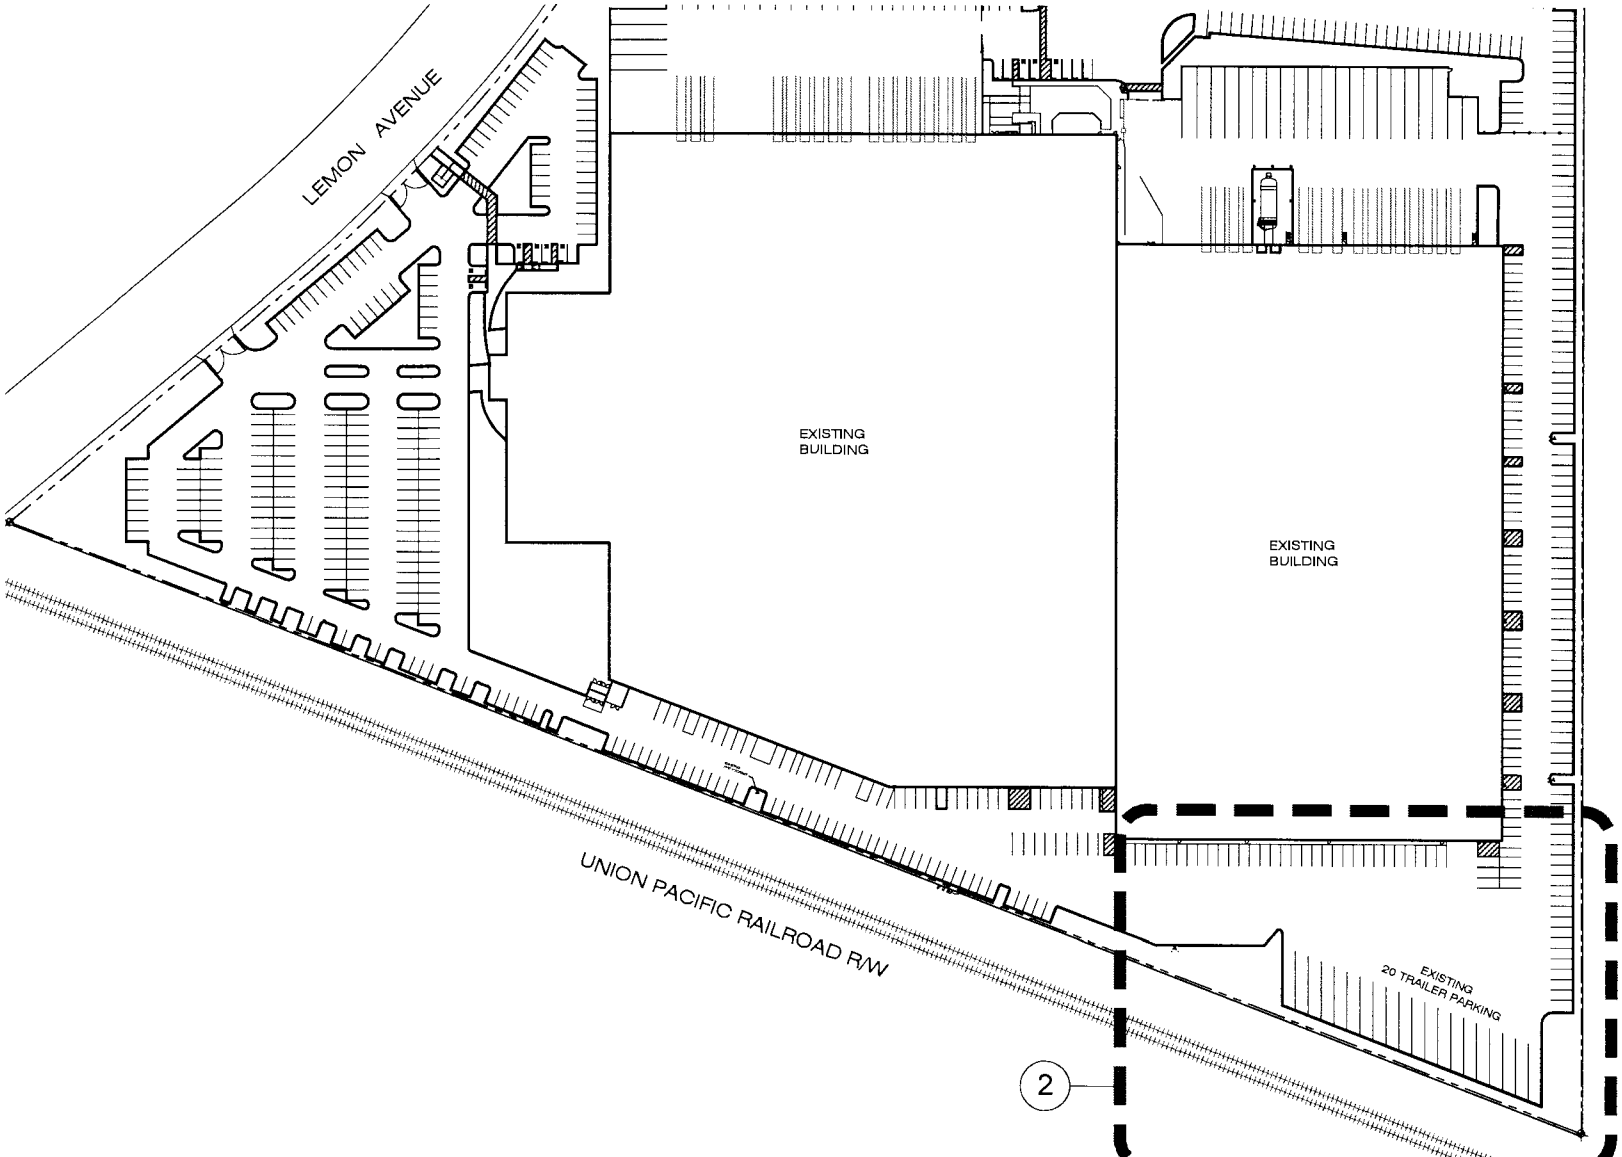 LEMON AVENUE
EXISTING
BUILDING
EXISTING
BUILDING
UNION PACIFIC RAILROAD R/W
EXISTING
20 TRAILER PARKING
2